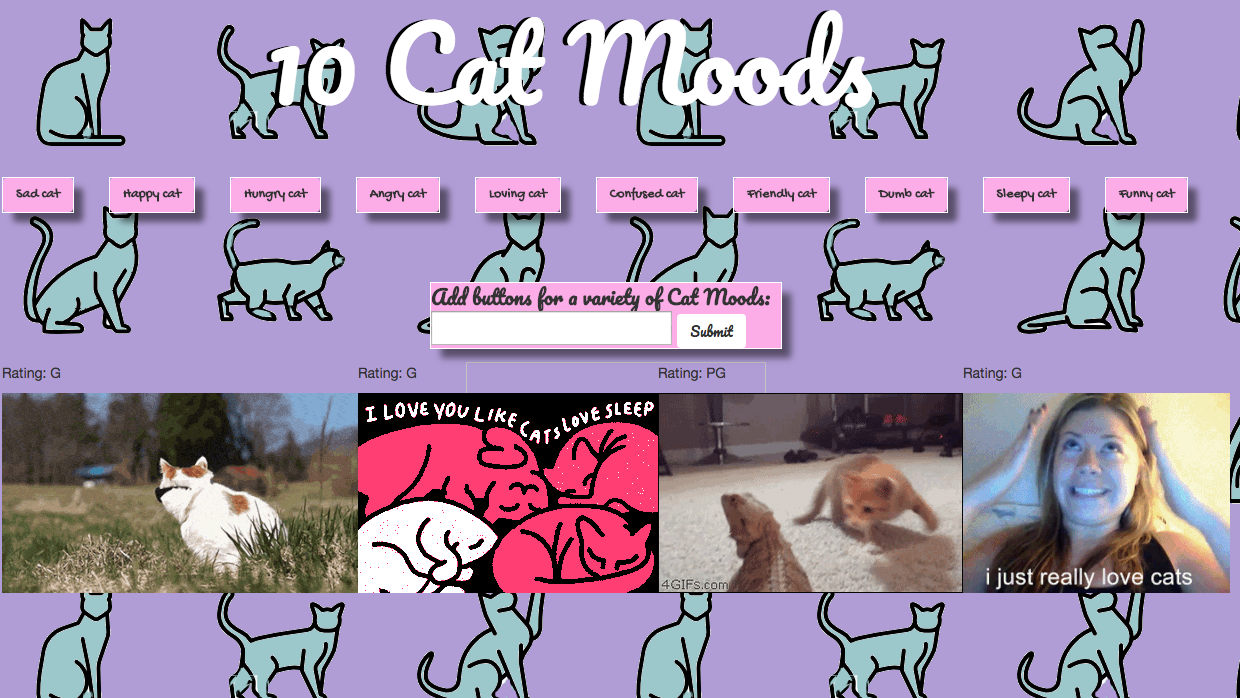 10 Cat Moods
Sad cat
Happy cat
Hungry cat
Angry cat
Loving cat
Confused cat
Friendly cat
Dumb cat
Sleepy cat
Funny cat
Add buttons for a variety of Cat Moods:
Submit
Rating: G
Rating: G
Rating: PG
Rating: G
I LOVE YOU LIKE CATS LOVE SLEEP
4GIFs.com
i just really love cats